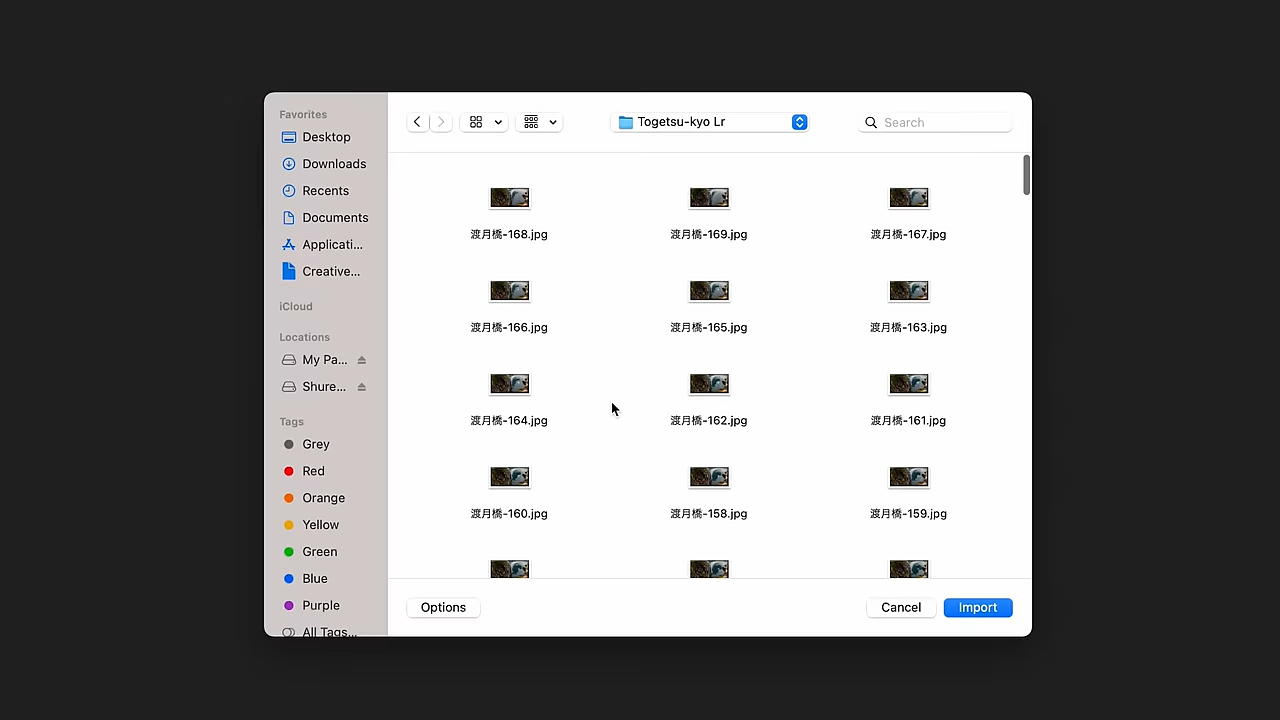 Favorites
Desktop
Downloads
Recents
Documents
Applicati...
Creative...
iCloud
Locations
My Pa...
Shure...
Tags
Grey
Red
Orange
Yellow
Green
Blue
Purple
All Tags...
Togetsu-kyo Lr
Search
渡月橋-168.jpg
渡月橋-169.jpg
渡月橋-167.jpg
渡月橋-166.jpg
渡月橋-165.jpg
渡月橋-163.jpg
渡月橋-164.jpg
渡月橋-162.jpg
渡月橋-161.jpg
渡月橋-160.jpg
渡月橋-158.jpg
渡月橋-159.jpg
Options
Cancel
Import